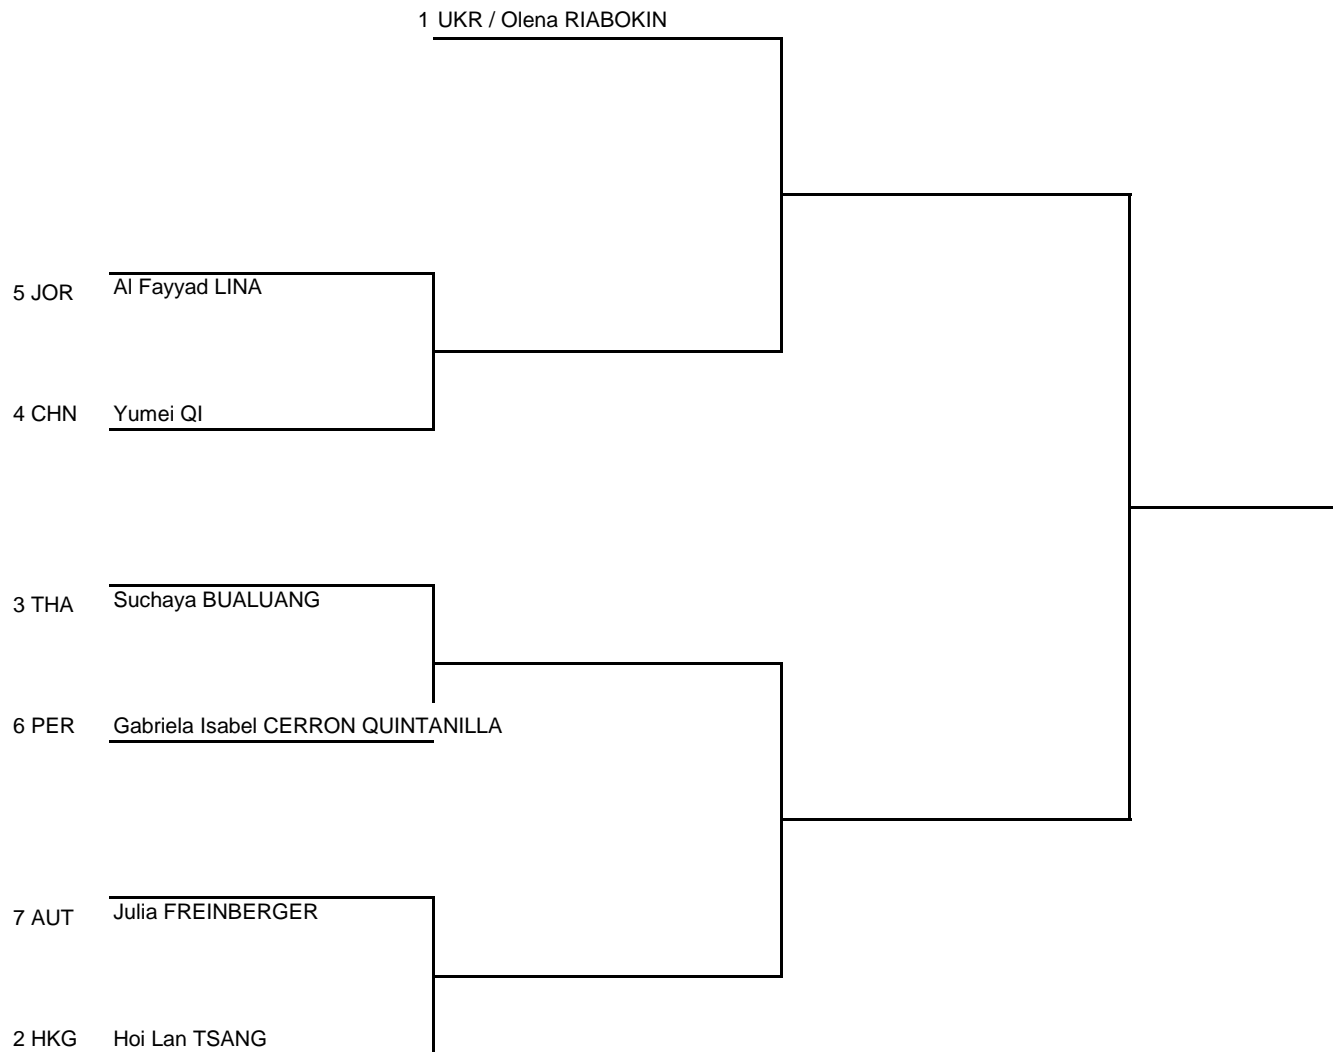 1 UKR / Olena RIABOKIN
5 JOR Al Fayyad LINA
4 CHN Yumei QI
3 THA Suchaya BUALUANG
6 PER Gabriela Isabel CERRON QUINTANILLA
7 AUT Julia FREINBERGER
2 HKG Hoi Lan TSANG